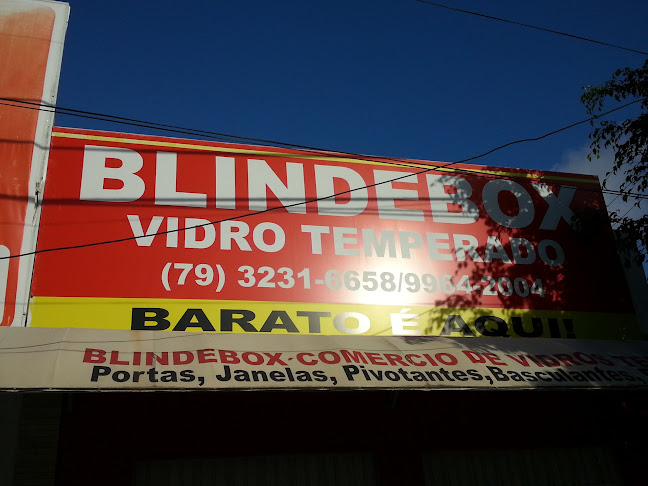 BLINDEBOX
VIDRO TEMPERADO
(79) 3231-6658/9964-2004
BARATO É AQUI!
BLINDEBOX-COMERCIO DE VIDROS
Portas, Janelas, Pivotantes, Basculantes,